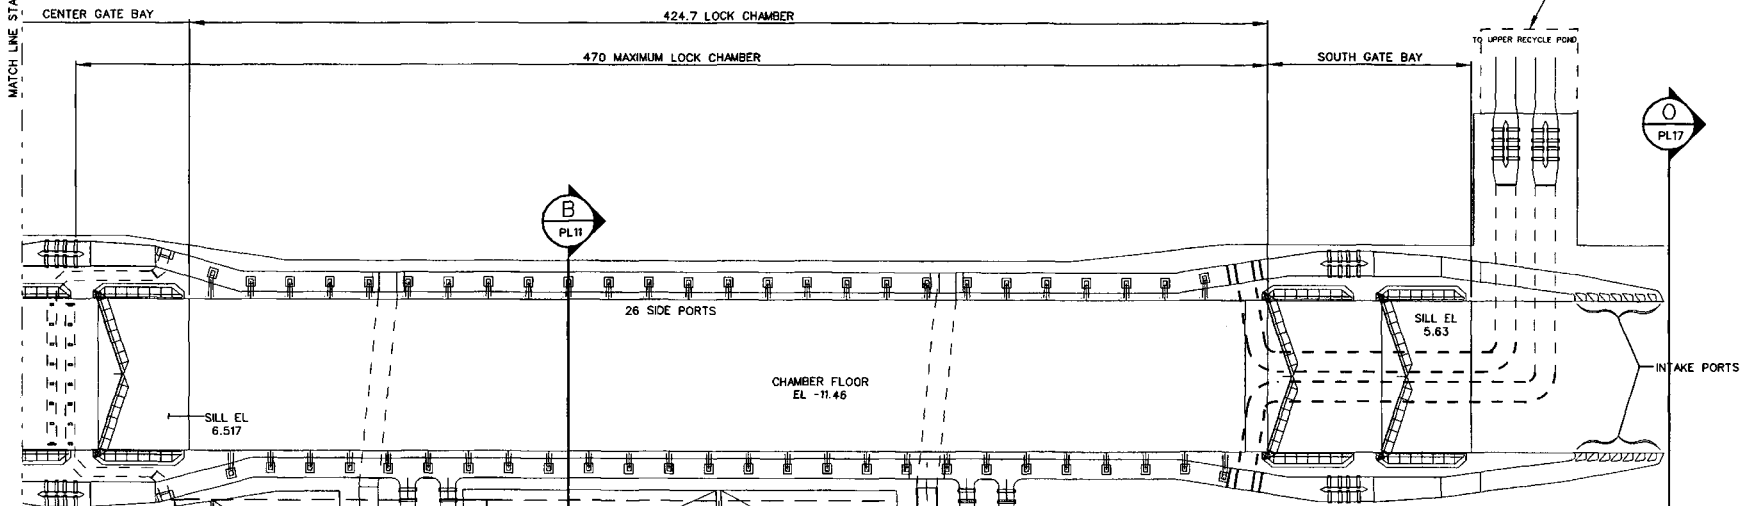 MATCH LINE STA
CENTER GATE BAY
424.7 LOCK CHAMBER
470 MAXIMUM LOCK CHAMBER
SOUTH GATE BAY
TO UPPER RECYCLE POND
O
PL17
B
PL11
26 SIDE PORTS
SILL EL
5.63
INTAKE PORTS
CHAMBER FLOOR
EL -11.46
SILL EL
6.517